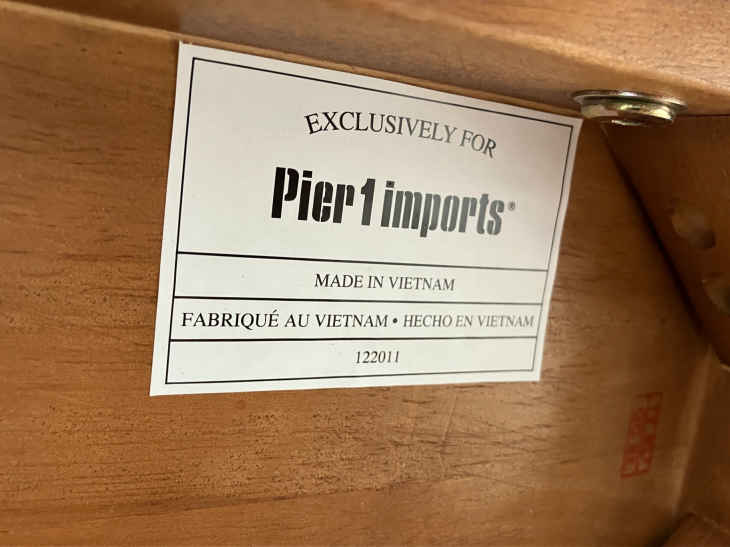 EXCLUSIVELY FOR
Pier 1 imports®
MADE IN VIETNAM
FABRIQUÉ AU VIETNAM • HECHO EN VIETNAM
122011